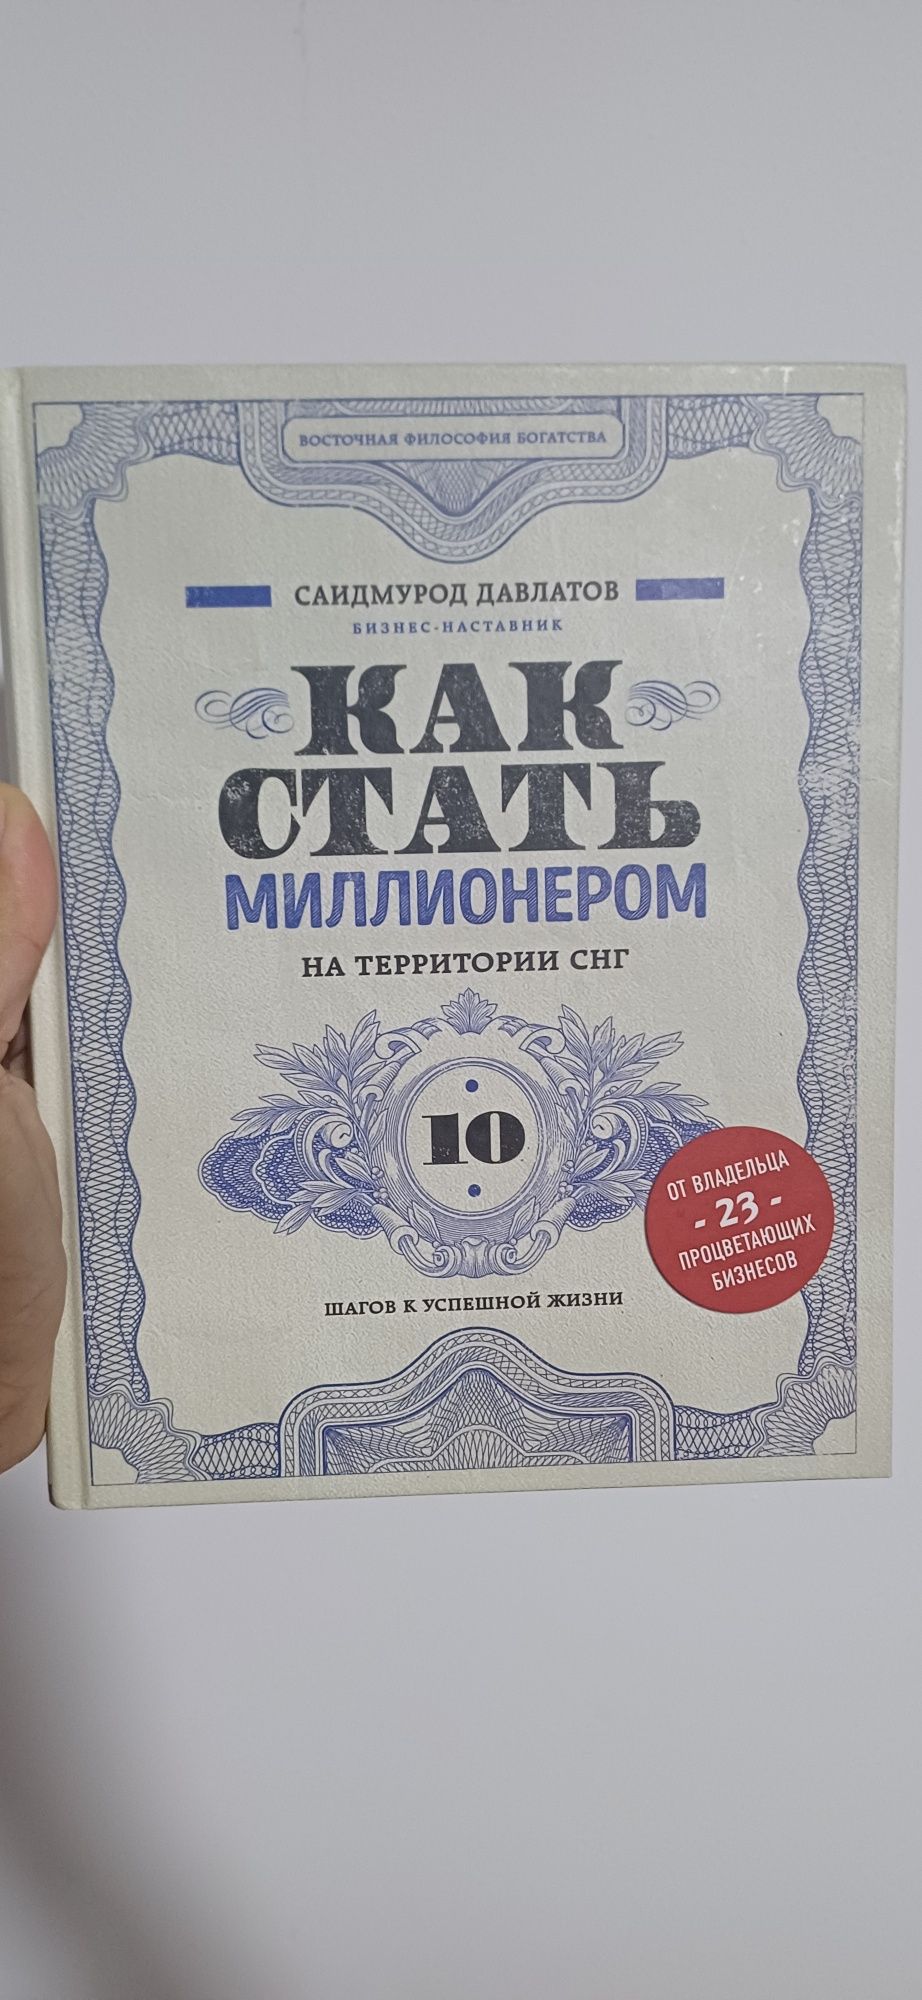 ВОСТОЧНАЯ ФИЛОСОФИЯ БОГАТСТВА
САИДМУРОД ДАВЛАТОВ
БИЗНЕС-НАСТАВНИК
КАК
СТАТЬ
МИЛЛИОНЕРОМ
НА ТЕРРИТОРИИ СНГ
10
ОТ ВЛАДЕЛЬЦА
- 23 -
ПРОЦВЕТАЮЩИХ
БИЗНЕСОВ
ШАГОВ К УСПЕШНОЙ ЖИЗНИ